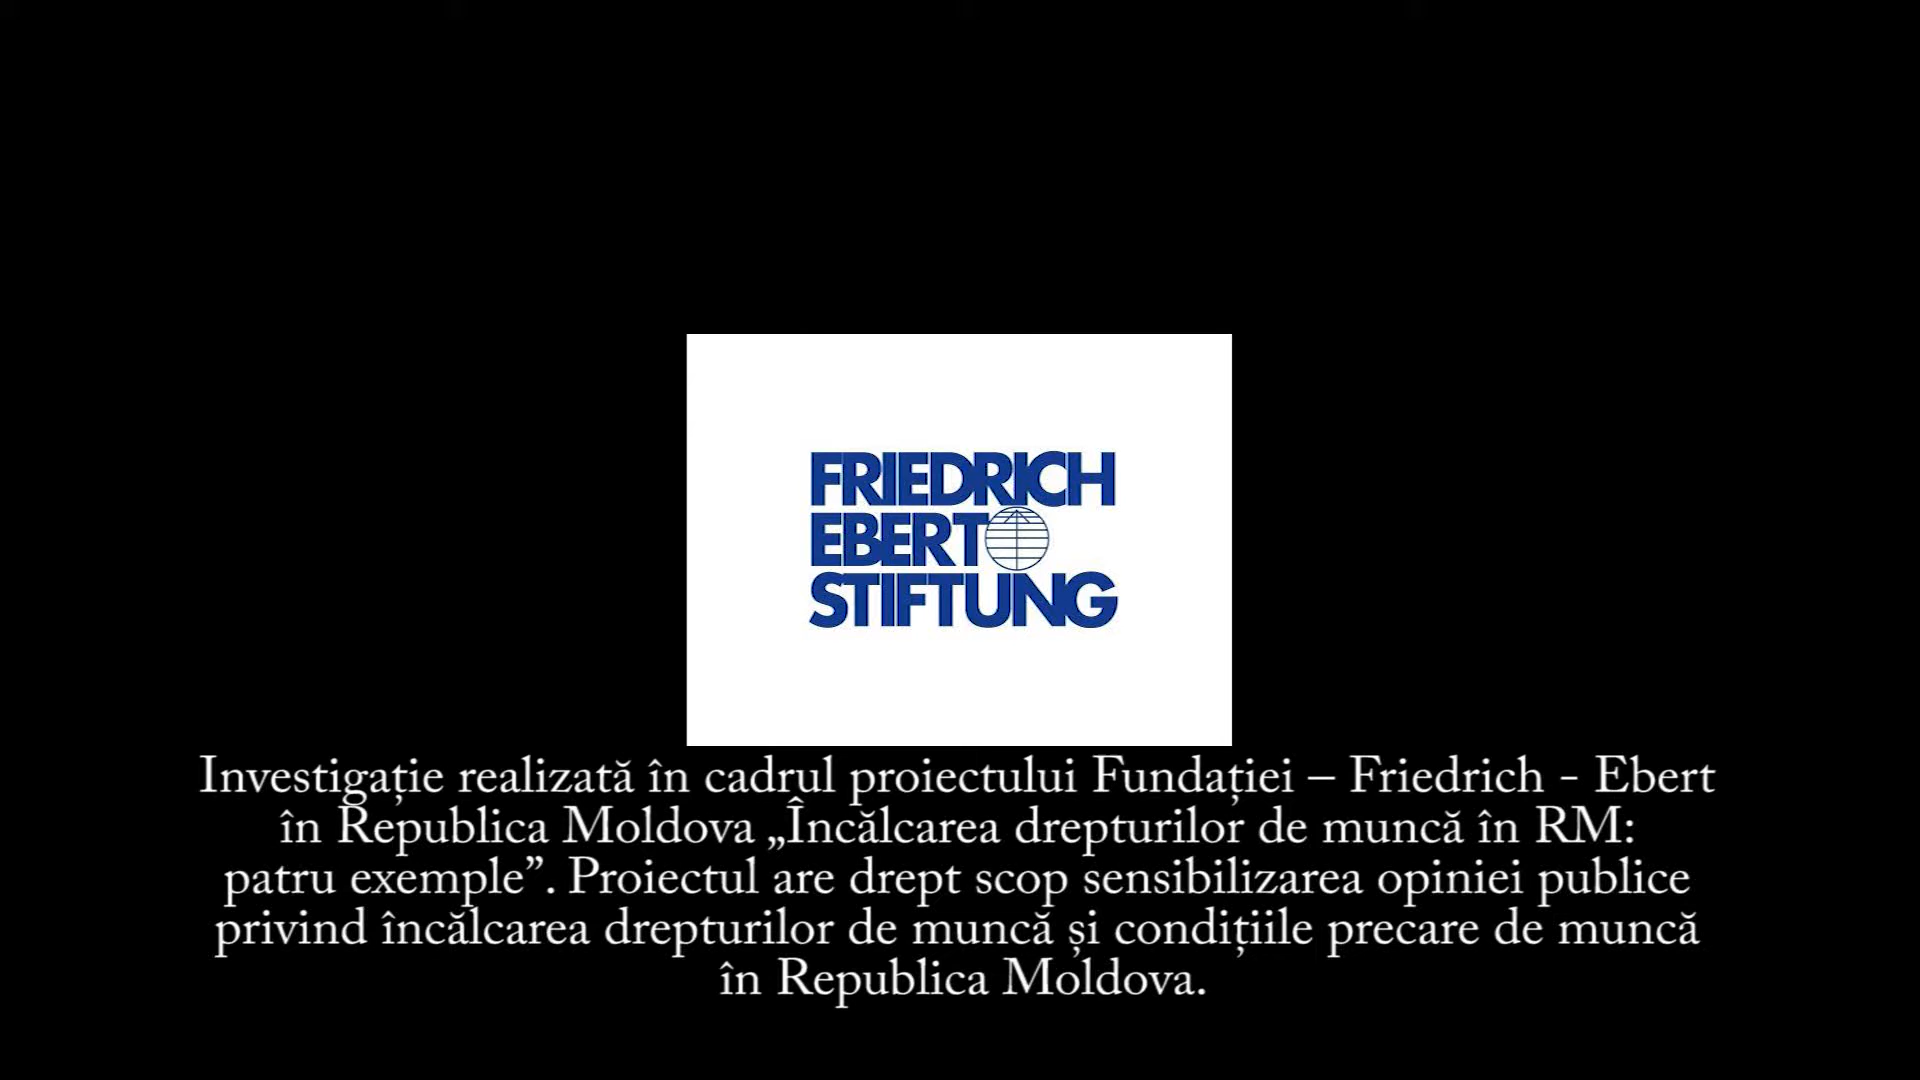 FRIEDRICH
EBERT
STIFTUNG
Investigație realizată în cadrul proiectului Fundației – Friedrich - Ebert
în Republica Moldova „Încălcarea drepturilor de muncă în RM:
patru exemple”. Proiectul are drept scop sensibilizarea opiniei publice
privind încălcarea drepturilor de muncă și condițiile precare de muncă
în Republica Moldova.